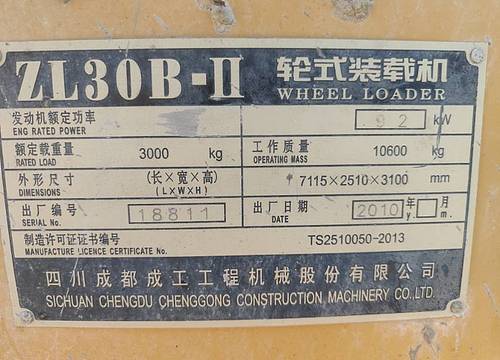 ZL30B-II 轮式装载机
WHEEL LOADER
发动机额定功率 92 kW
ENG RATED POWER
额定载重量 3000 kg 工作质量 10600 kg
RATED LOAD OPERATING MASS
外形尺寸 (长×宽×高) 7115×2510×3100 mm
DIMENSIONS (L×W×H)
出厂编号 18811 出厂日期 2010 年 月
SERIAL No. DATE y. m.
制造许可证证书编号 TS2510050-2013
MANUFACTURE LICENCE CERTIFICATE No.
四川成都成工工程机械股份有限公司
SICHUAN CHENGDU CHENGGONG CONSTRUCTION MACHINERY CO.,LTD